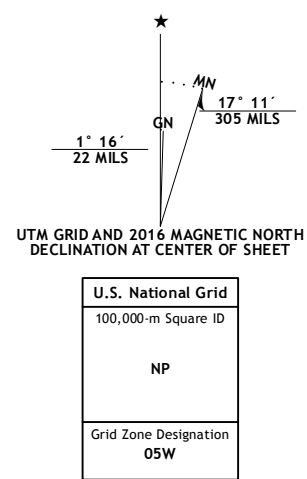 ★
MN
17° 11´
305 MILS
GN
1° 16´
22 MILS
UTM GRID AND 2016 MAGNETIC NORTH
DECLINATION AT CENTER OF SHEET
U.S. National Grid
100,000-m Square ID
NP
Grid Zone Designation
05W